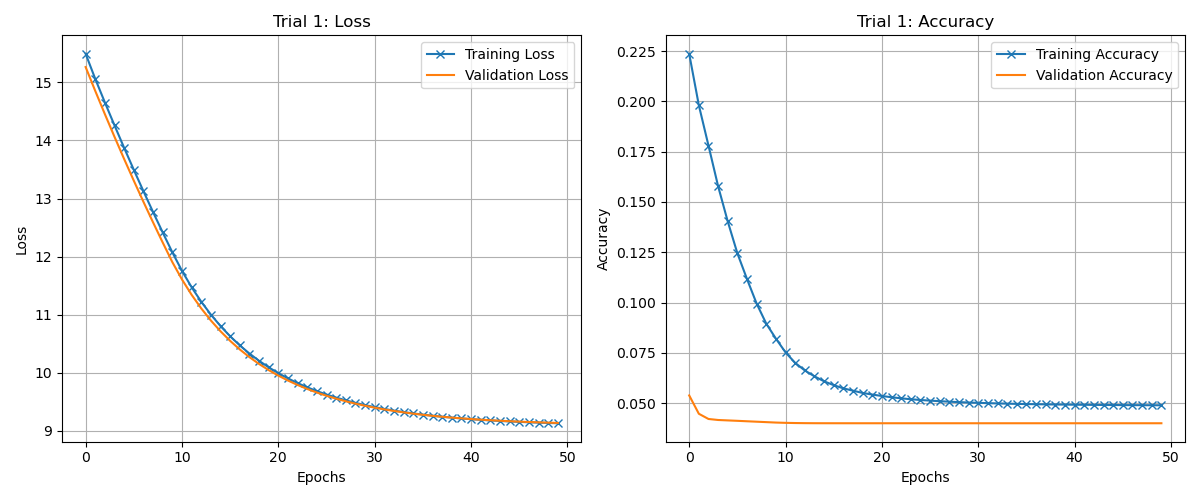 Trial 1: Loss
Training Loss
Validation Loss
15
14
13
12
11
10
9
Loss
0 10 20 30 40 50
Epochs
Trial 1: Accuracy
Training Accuracy
Validation Accuracy
0.225
0.200
0.175
0.150
0.125
0.100
0.075
0.050
Accuracy
0 10 20 30 40 50
Epochs